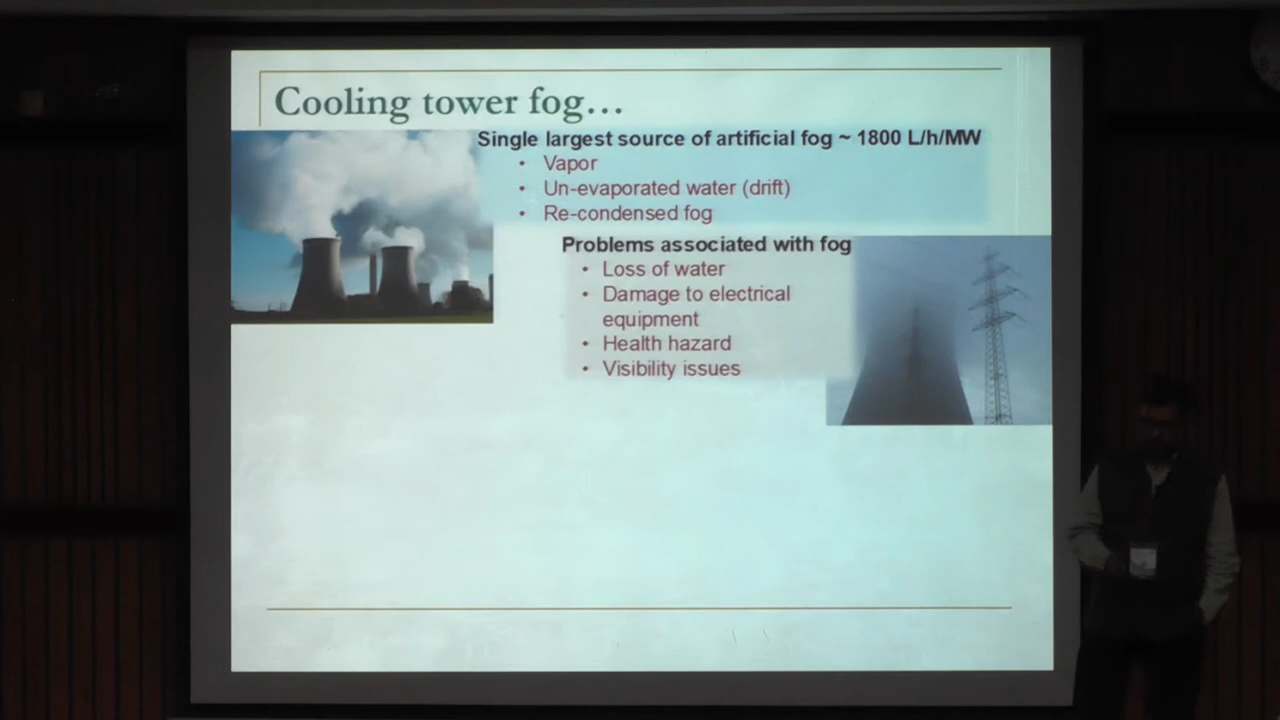 Cooling tower fog...
Single largest source of artificial fog ~ 1800 L/h/MW
• Vapor
• Un-evaporated water (drift)
• Re-condensed fog
Problems associated with fog
• Loss of water
• Damage to electrical
equipment
• Health hazard
• Visibility issues